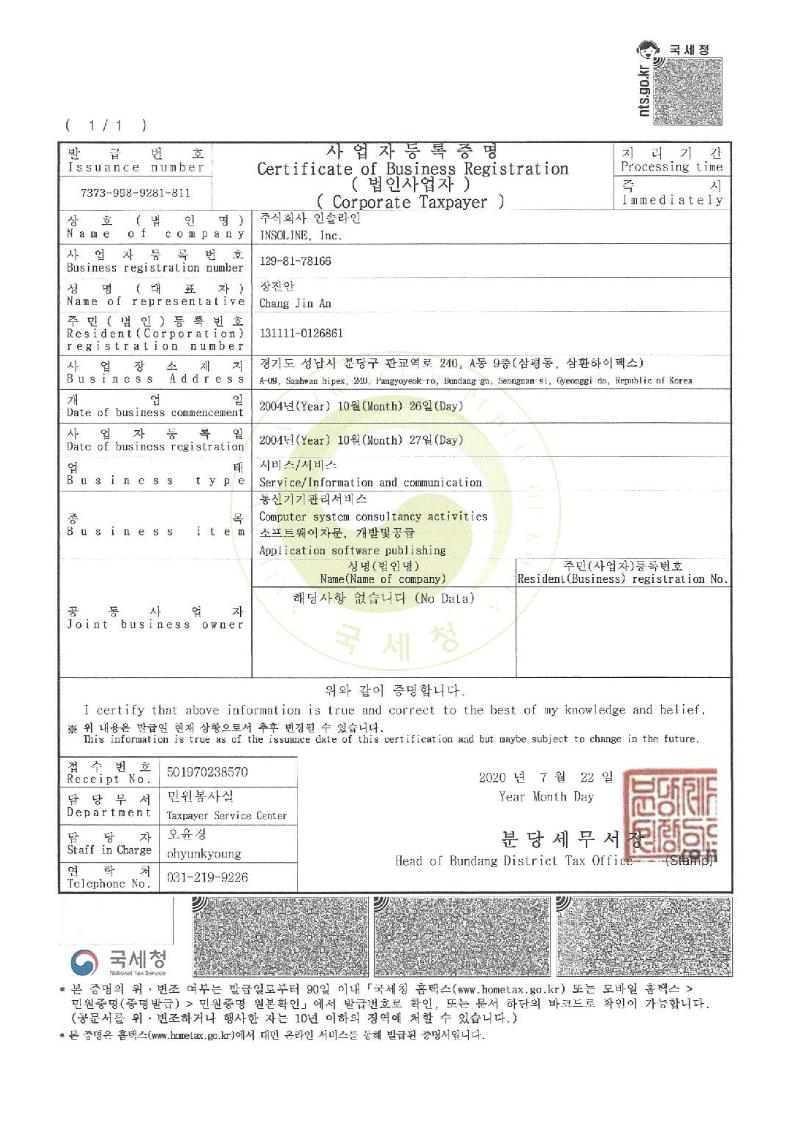 국세청
nts.go.kr
( 1/1 )
발급번호
Issuance number
7373-998-9281-811
사업자등록증명
Certificate of Business Registration
( 법인사업자 )
( Corporate Taxpayer )
처리기간
Processing time
즉시
Immediately
상호(법인명)
Name of company
주식회사 인솔라인
INSOLINE, Inc.
사업자등록번호
Business registration number
129-81-78166
성명(대표자)
Name of representative
장진안
Chang Jin An
주민(법인)등록번호
Resident(Corporation)
registration number
131111-0126861
사업장소재지
Business Address
경기도 성남시 분당구 판교역로 240, A동 9층(삼평동, 삼환하이펙스)
A-09, Samhwan hipex, 240, Pangyoyeok-ro, Bundang-gu, Seongnam-si, Gyeonggi-do, Republic of Korea
개업일
Date of business commencement
2004년(Year) 10월(Month) 26일(Day)
사업자등록일
Date of business registration
2004년(Year) 10월(Month) 27일(Day)
업태
Business type
서비스/서비스
Service/Information and communication
종목
Business item
통신기기관리서비스
Computer system consultancy activities
소프트웨어자문, 개발및공급
Application software publishing
공동사업자
Joint business owner
성명(법인명)
Name(Name of company)
주민(사업자)등록번호
Resident(Business) registration No.
해당사항 없습니다 (No Data)
국세청
위와 같이 증명합니다.
I certify that above information is true and correct to the best of my knowledge and belief.
※ 위 내용은 발급일 현재 상황으로서 추후 변경될 수 있습니다.
This information is true as of the issuance date of this certification and but maybe subject to change in the future.
접수번호
Receipt No.
501970238570
담당부서
Department
민원봉사실
Taxpayer Service Center
담당자
Staff in Charge
오윤경
ohyunkyoung
연락처
Telephone No.
031-219-9226
2020 년 7 월 22 일
Year Month Day
분당세무서장
Head of Bundang District Tax Office (Stamp)
국세청
National Tax Service
* 본 증명의 위·변조 여부는 발급일로부터 90일 이내「국세청 홈택스(www.hometax.go.kr) 또는 모바일 홈택스 >
민원증명(증명발급) > 민원증명 원본확인」에서 발급번호로 확인, 또는 문서 하단의 바코드로 확인이 가능합니다.
(공문서를 위·변조하거나 행사한 자는 10년 이하의 징역에 처할 수 있습니다.)
* 본 증명은 홈택스(www.hometax.go.kr)에서 대민 온라인 서비스를 통해 발급된 증명서입니다.